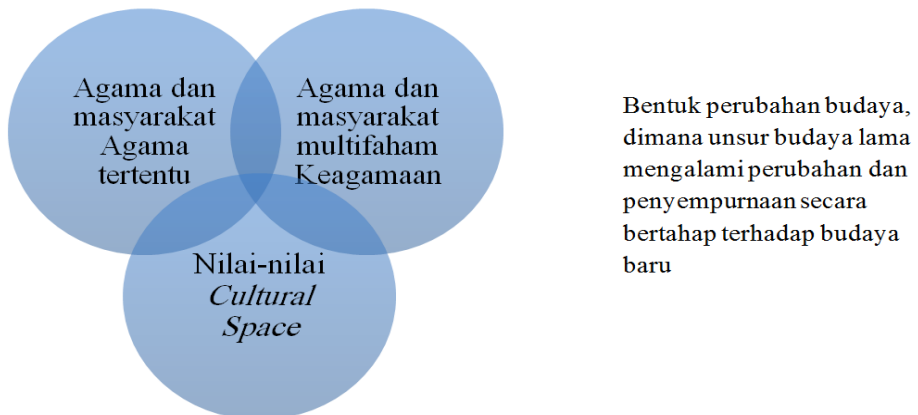 Agama dan
masyarakat
Agama
tertentu
Agama dan
masyarakat
multifaham
Keagamaan
Nilai-nilai
Cultural
Space
Bentuk perubahan budaya,
dimana unsur budaya lama
mengalami perubahan dan
penyempurnaan secara
bertahap terhadap budaya
baru